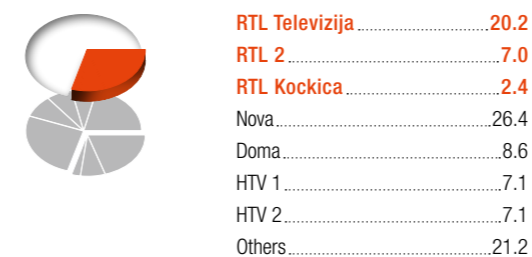 RTL Televizija 20.2
RTL 2 7.0
RTL Kockica 2.4
Nova 26.4
Doma 8.6
HTV 1 7.1
HTV 2 7.1
Others 21.2